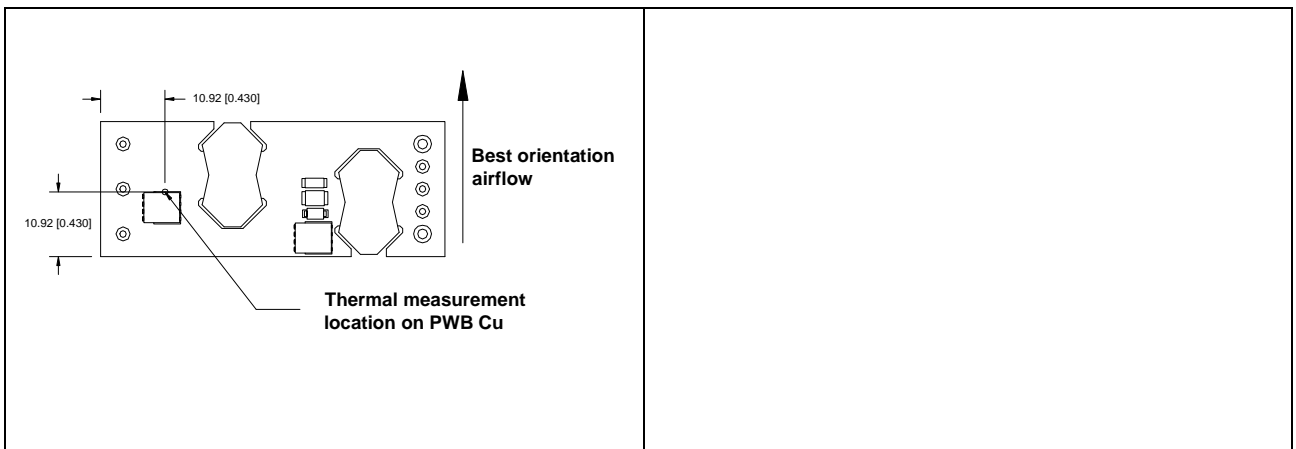 10.92 [0.430]
Best orientation
airflow
10.92 [0.430]
Thermal measurement
location on PWB Cu